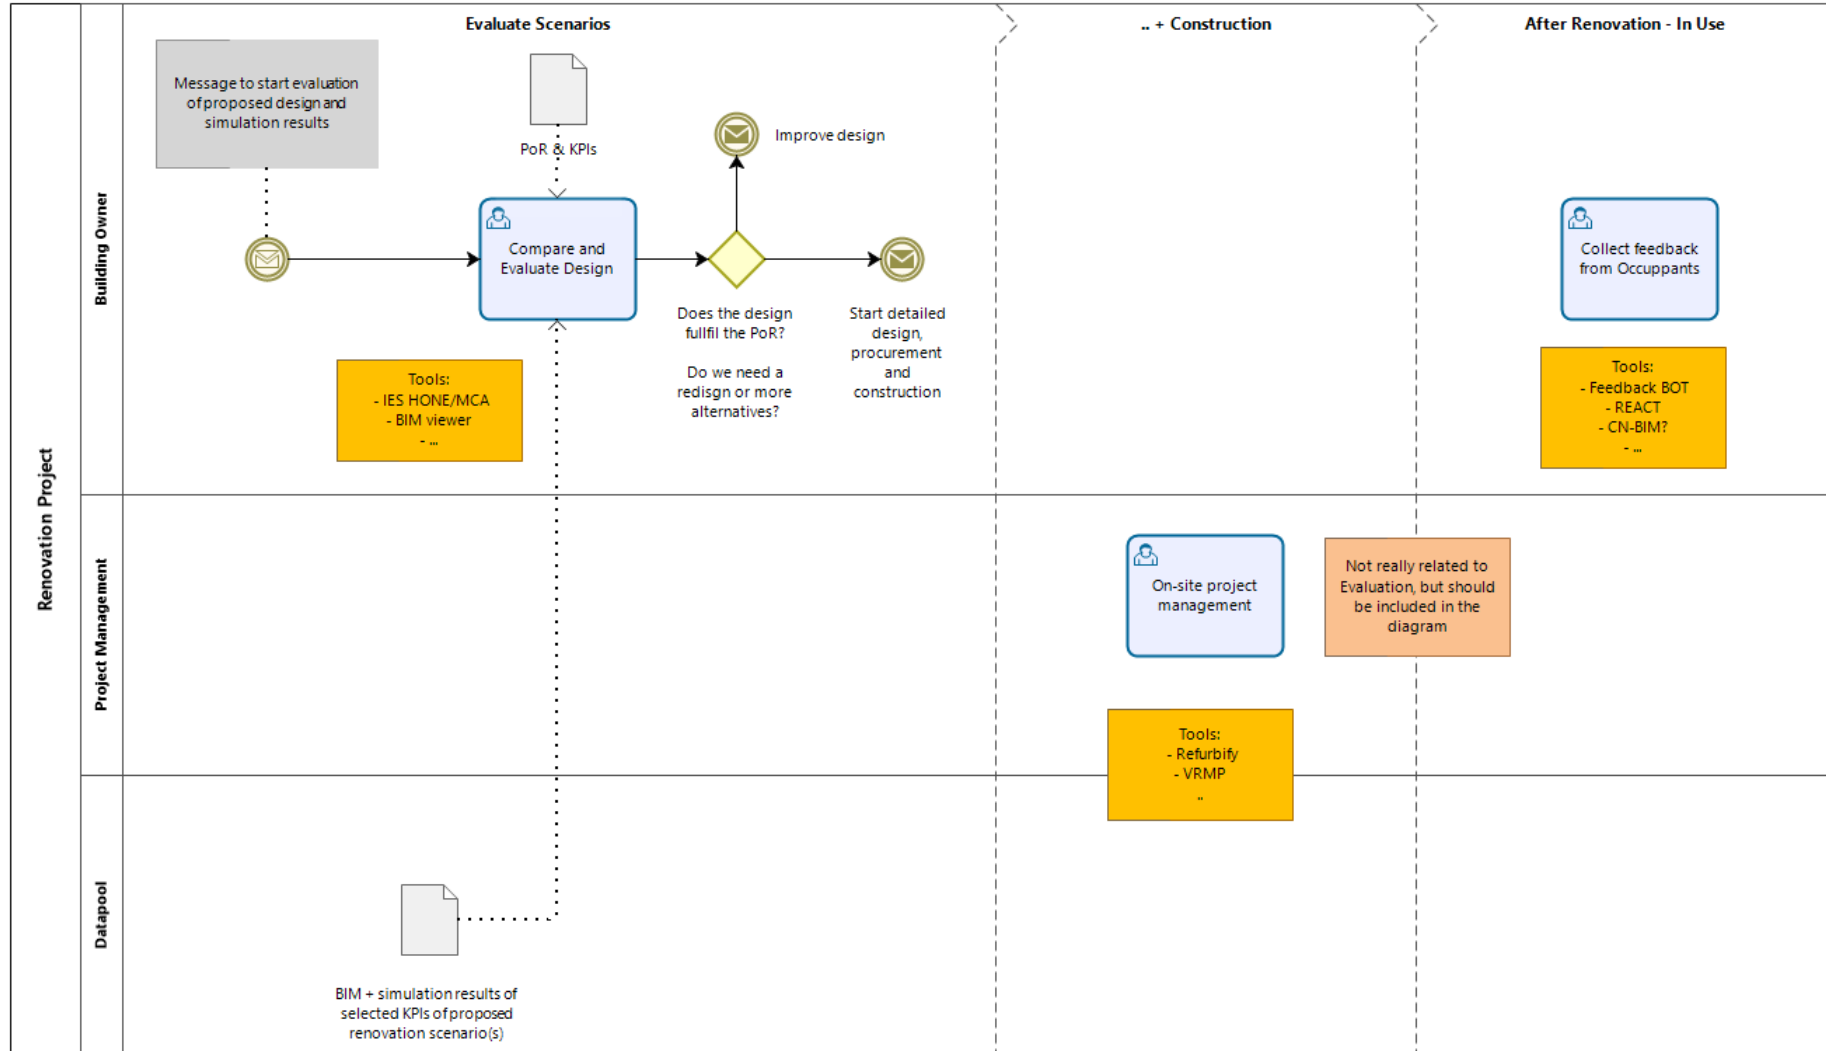 Evaluate Scenarios
.. + Construction
After Renovation - In Use
Renovation Project
Building Owner
Message to start evaluation
of proposed design and
simulation results
PoR & KPIs
Improve design
Compare and
Evaluate Design
Does the design
fullfil the PoR?
Do we need a
redisgn or more
alternatives?
Start detailed
design,
procurement
and
construction
Tools:
- IES HONE/MCA
- BIM viewer
- ...
Collect feedback
from Occuppants
Tools:
- Feedback BOT
- REACT
- CN-BIM?
- ...
Project Management
On-site project
management
Not really related to
Evaluation, but should
be included in the
diagram
Tools:
- Refurbify
- VRMP
..
Datapool
BIM + simulation results of
selected KPIs of proposed
renovation scenario(s)